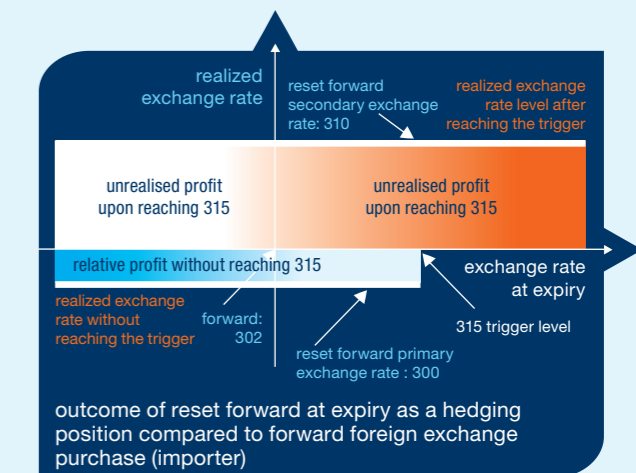 realized
exchange rate
reset forward
secondary exchange
rate: 310
realized exchange
rate level after
reaching the trigger
unrealised profit
upon reaching 315
unrealised profit
upon reaching 315
relative profit without reaching 315
exchange rate
at expiry
realized exchange
rate without
reaching the trigger
forward:
302
315 trigger level
reset forward primary
exchange rate : 300
outcome of reset forward at expiry as a hedging
position compared to forward foreign exchange
purchase (importer)